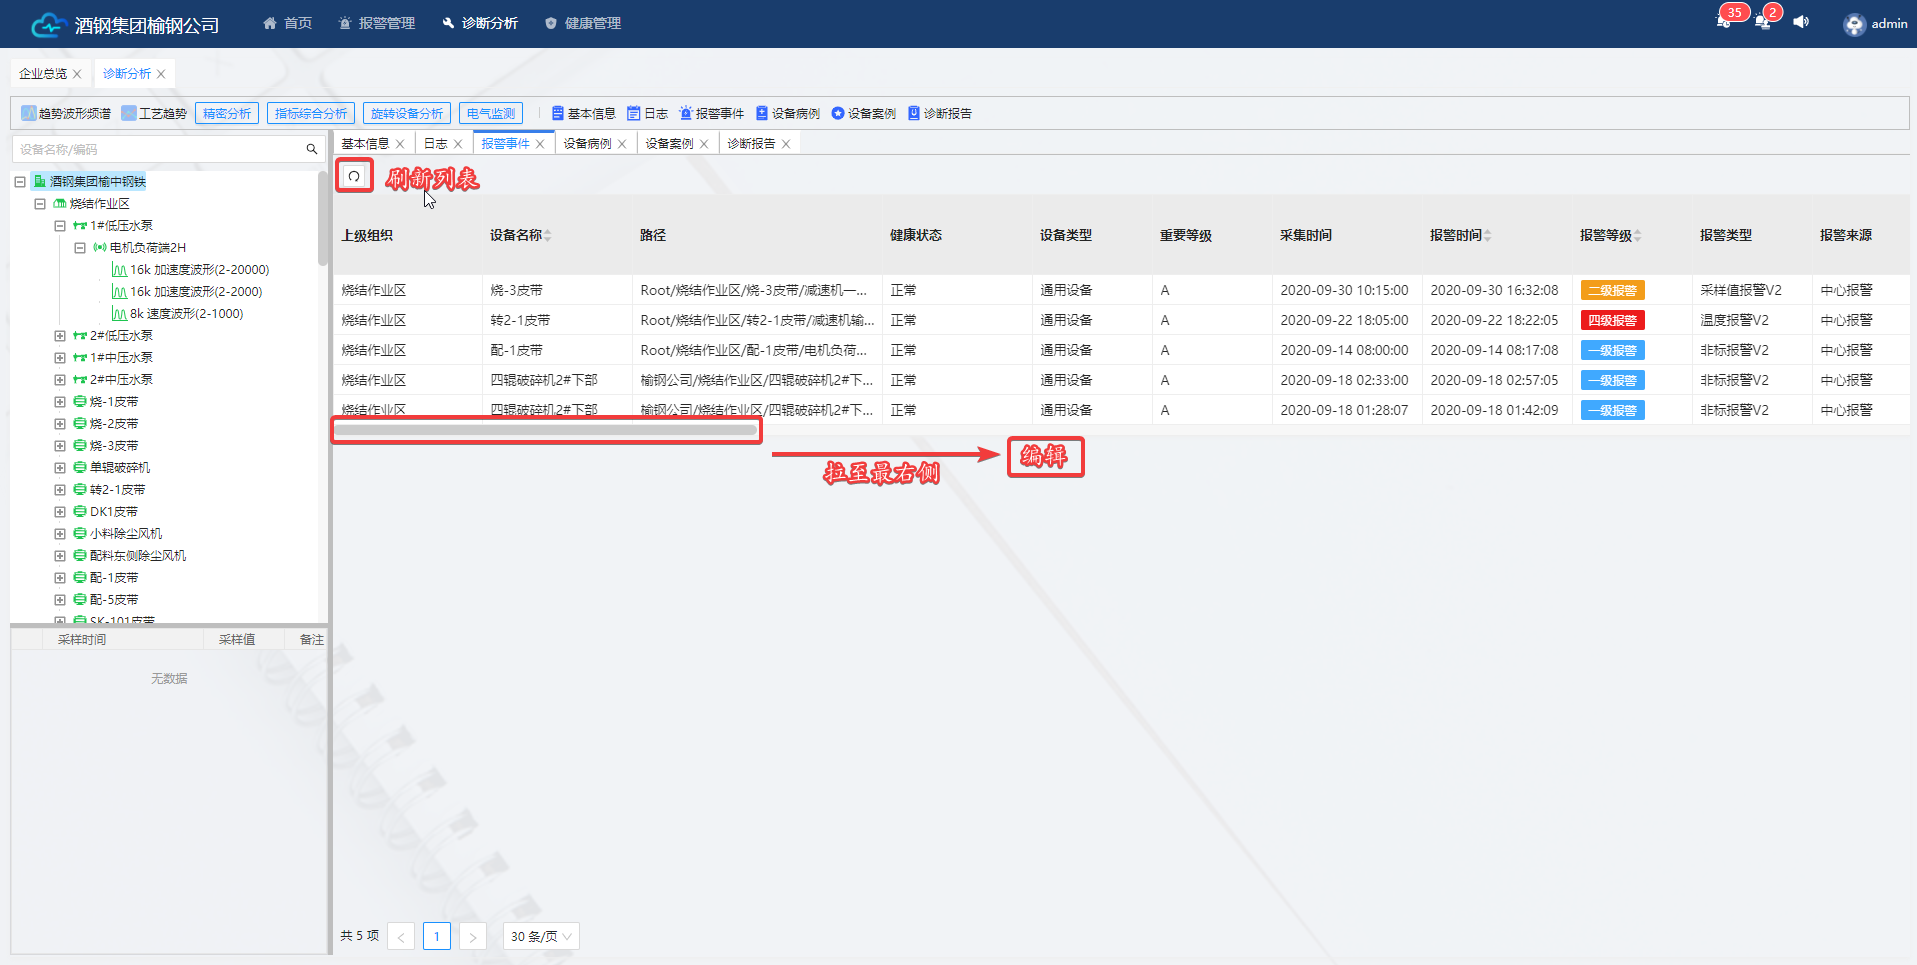 酒钢集团榆钢公司 首页 报警管理 诊断分析 健康管理 35 2 admin
企业总览 诊断分析
趋势波形频谱 工艺趋势 精密分析 指标综合分析 旋转设备分析 电气监测 基本信息 日志 报警事件 设备病例 设备案例 诊断报告
设备名称/编码
酒钢集团榆中钢铁
烧结作业区
1#低压水泵
电机负荷端2H
16k 加速度波形(2-20000)
16k 加速度波形(2-2000)
8k 速度波形(2-1000)
2#低压水泵
1#中压水泵
2#中压水泵
烧-1皮带
烧-2皮带
烧-3皮带
单辊破碎机
转2-1皮带
DK1皮带
小料除尘风机
配料东侧除尘风机
配-1皮带
配-5皮带
SK-101皮带
采样时间 采样值 备注
无数据
基本信息 日志 报警事件 设备病例 设备案例 诊断报告
刷新列表
上级组织 设备名称 路径 健康状态 设备类型 重要等级 采集时间 报警时间 报警等级 报警类型 报警来源
烧结作业区 烧-3皮带 Root/烧结作业区/烧-3皮带/减速机一... 正常 通用设备 A 2020-09-30 10:15:00 2020-09-30 16:32:08 二级报警 采样值报警V2 中心报警
烧结作业区 转2-1皮带 Root/烧结作业区/转2-1皮带/减速机输... 正常 通用设备 A 2020-09-22 18:05:00 2020-09-22 18:22:05 四级报警 温度报警V2 中心报警
烧结作业区 配-1皮带 Root/烧结作业区/配-1皮带/电机负荷... 正常 通用设备 A 2020-09-14 08:00:00 2020-09-14 08:17:08 一级报警 非标报警V2 中心报警
烧结作业区 四辊破碎机2#下部 榆钢公司/烧结作业区/四辊破碎机2#下... 正常 通用设备 A 2020-09-18 02:33:00 2020-09-18 02:57:05 一级报警 非标报警V2 中心报警
烧结作业区 四辊破碎机2#下部 榆钢公司/烧结作业区/四辊破碎机2#下... 正常 通用设备 A 2020-09-18 01:28:07 2020-09-18 01:42:09 一级报警 非标报警V2 中心报警
拉至最右侧 编辑
共 5 项 < 1 > 30 条/页